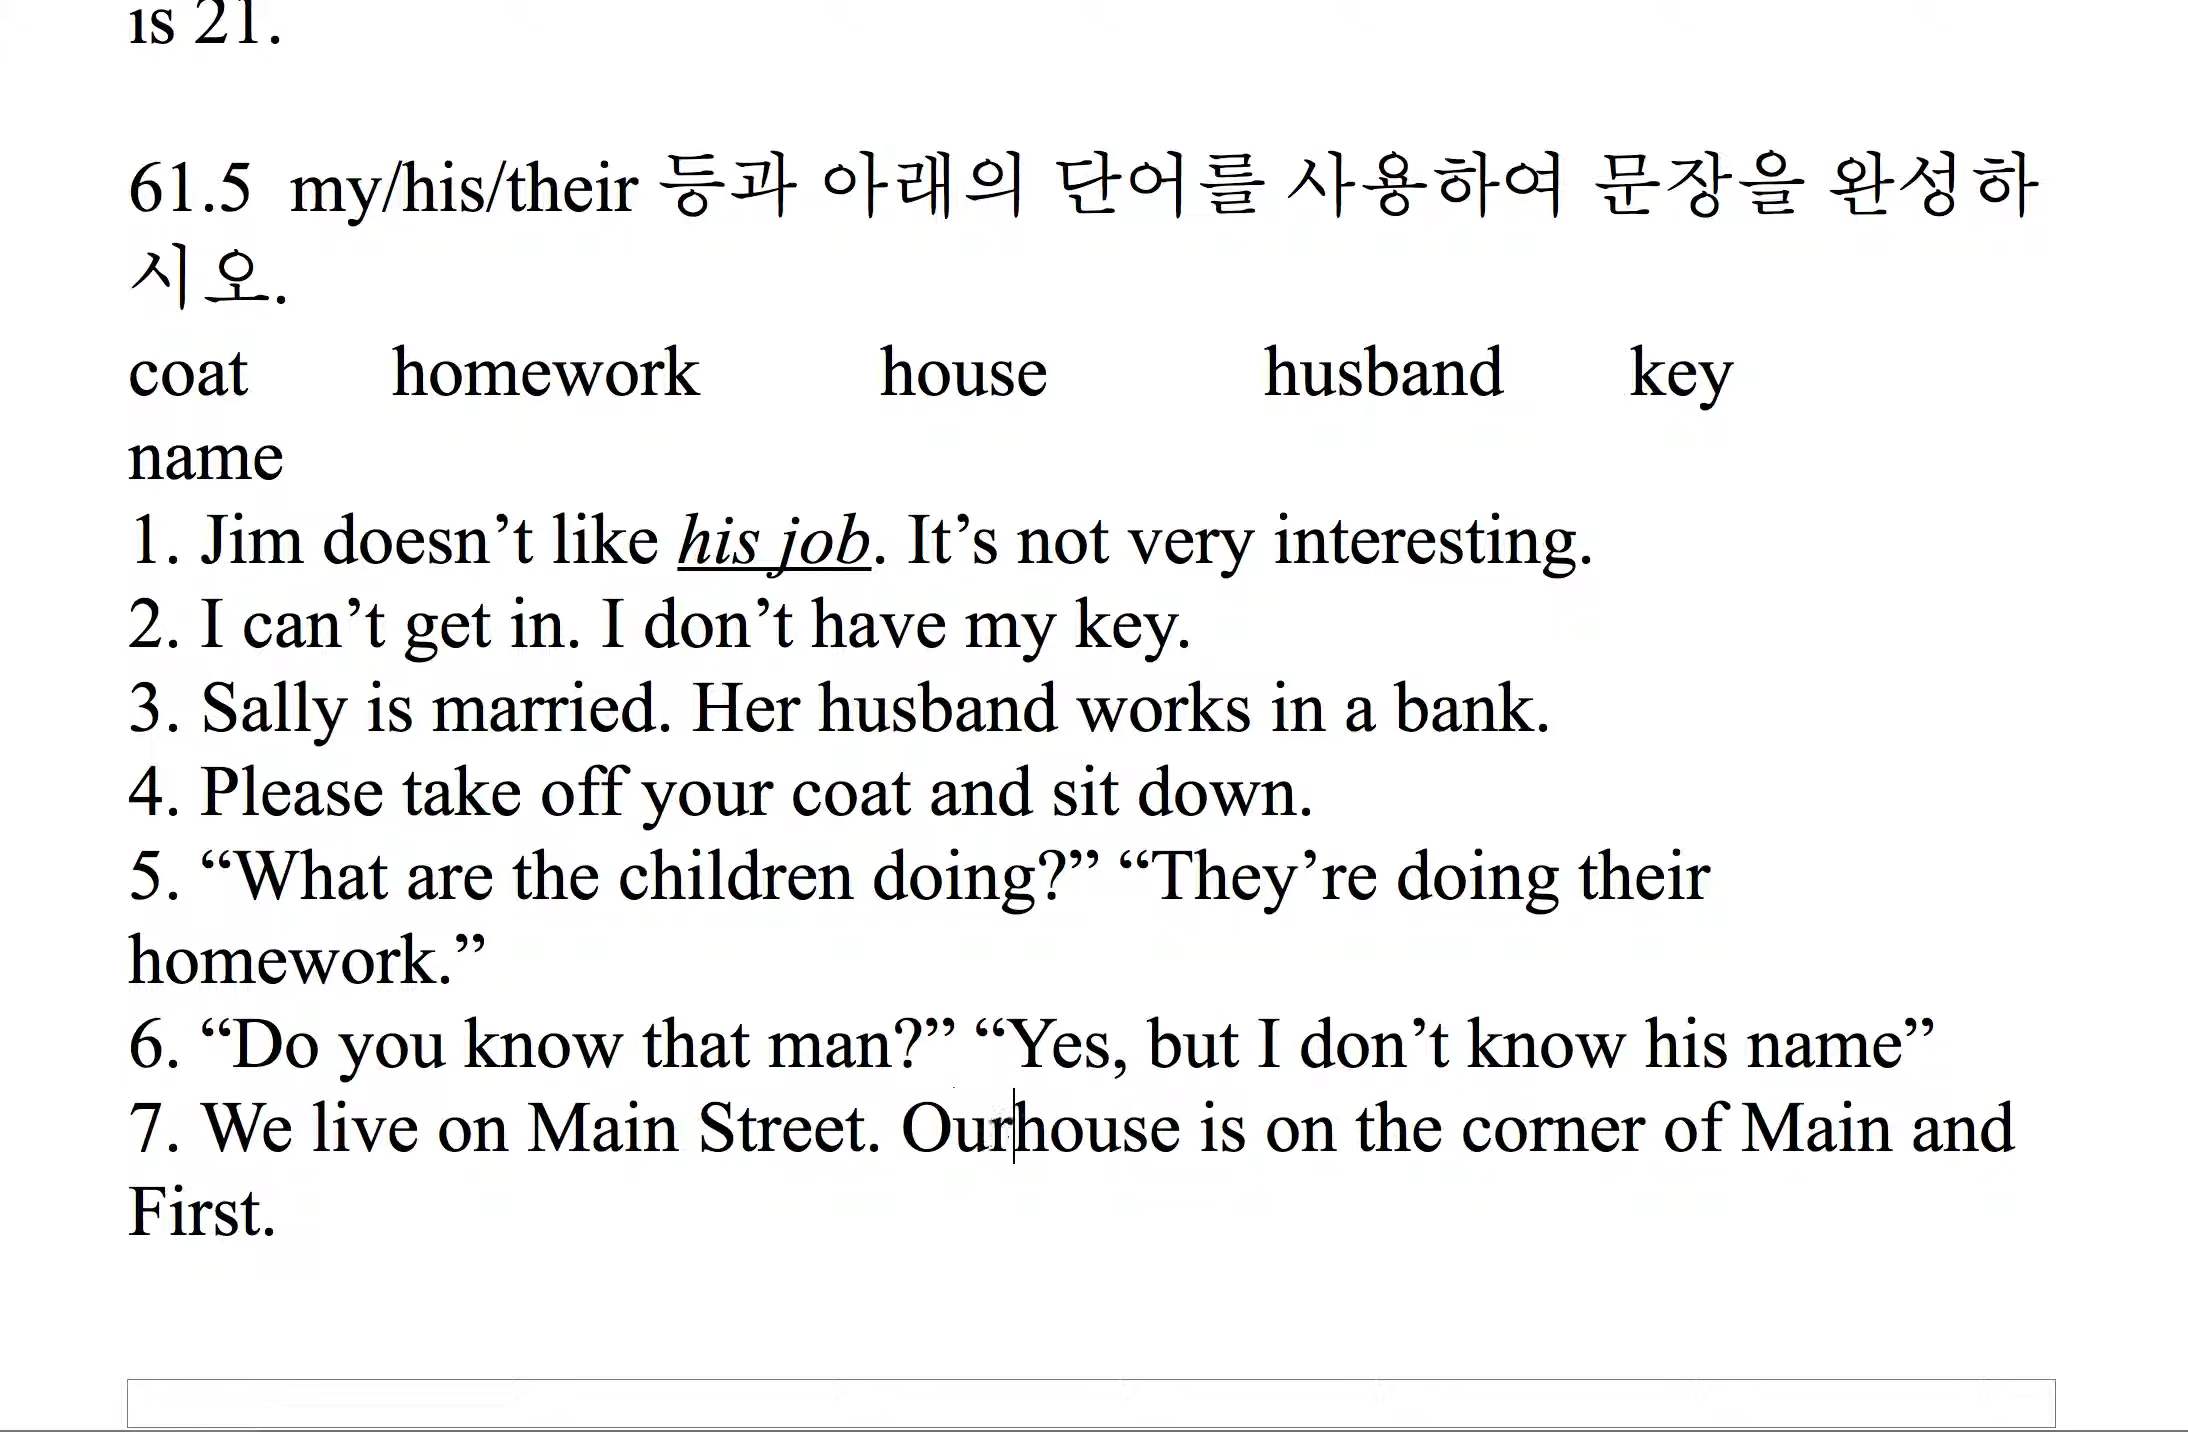 is 21.
61.5 my/his/their 등과 아래의 단어를 사용하여 문장을 완성하
시오.
coat homework house husband key
name
1. Jim doesn’t like his job. It’s not very interesting.
2. I can’t get in. I don’t have my key.
3. Sally is married. Her husband works in a bank.
4. Please take off your coat and sit down.
5. “What are the children doing?” “They’re doing their
homework.”
6. “Do you know that man?” “Yes, but I don’t know his name”
7. We live on Main Street. Ourhouse is on the corner of Main and
First.